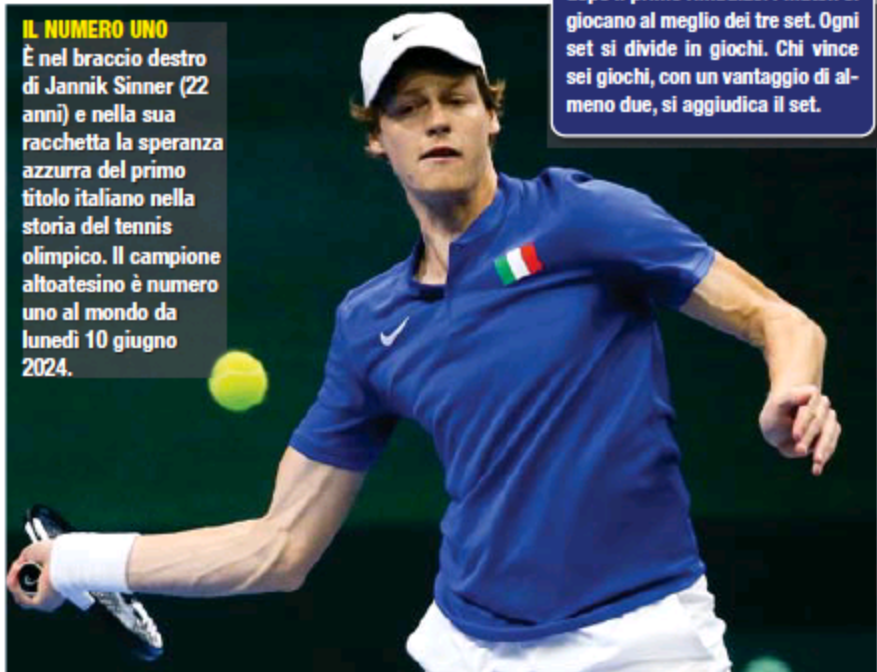 IL NUMERO UNO
È nel braccio destro
di Jannik Sinner (22
anni) e nella sua
racchetta la speranza
azzurra del primo
titolo italiano nella
storia del tennis
olimpico. Il campione
altoatesino è numero
uno al mondo da
lunedì 10 giugno
2024.
giocano al meglio dei tre set. Ogni
set si divide in giochi. Chi vince
sei giochi, con un vantaggio di al-
meno due, si aggiudica il set.